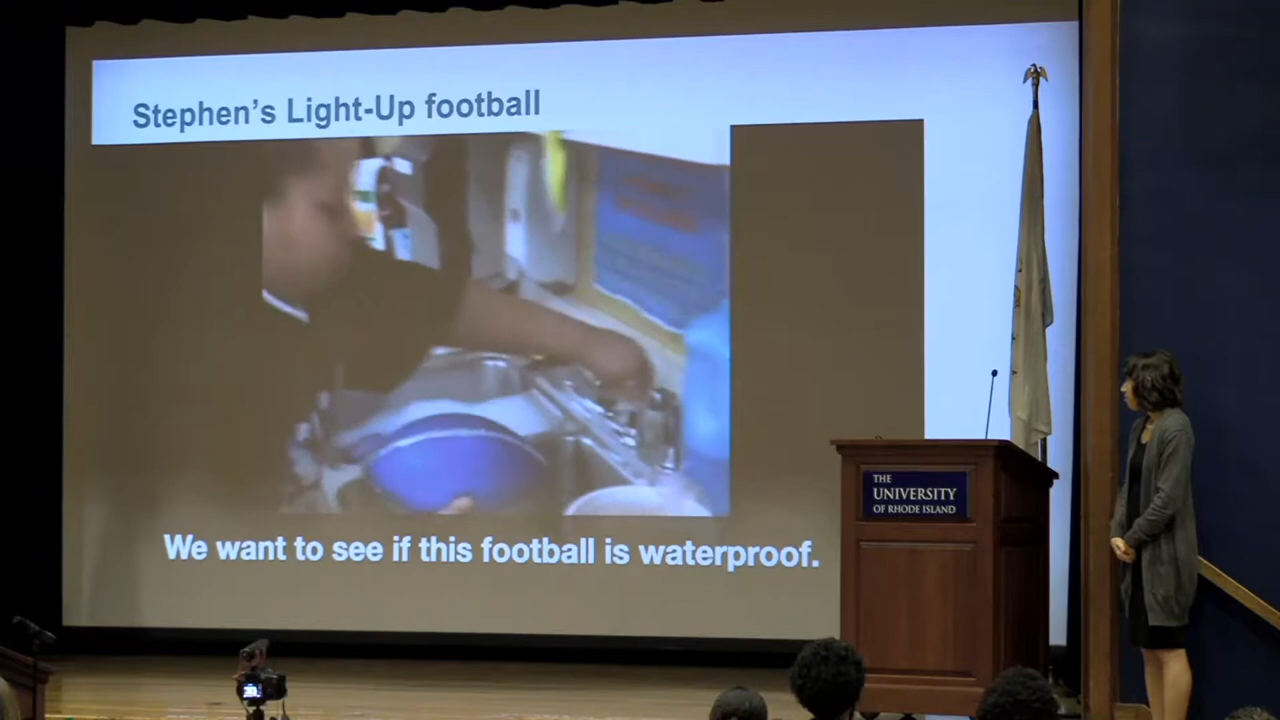 Stephen's Light-Up football
We want to see if this football is waterproof.
THE
UNIVERSITY
OF RHODE ISLAND